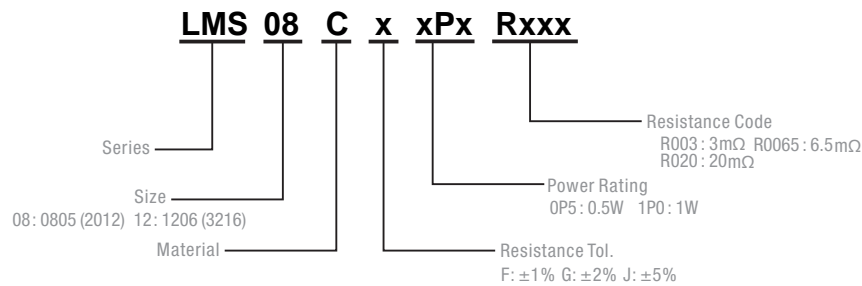 LMS 08 C x xPx Rxxx
Resistance Code
R003 : 3mΩ R0065 : 6.5mΩ
R020 : 20mΩ
Series
Power Rating
0P5 : 0.5W 1P0 : 1W
Size
08 : 0805 (2012) 12 : 1206 (3216)
Material
Resistance Tol.
F: ±1% G: ±2% J: ±5%